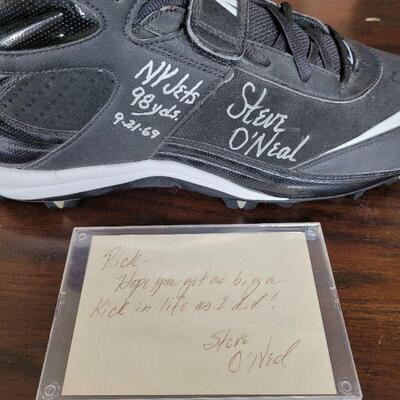 NY Jets
98 yds.
9-21-69
Steve
O'Neal
Rick-
Hope you get as big a
Kick in life as I did!
Steve
O'Neal